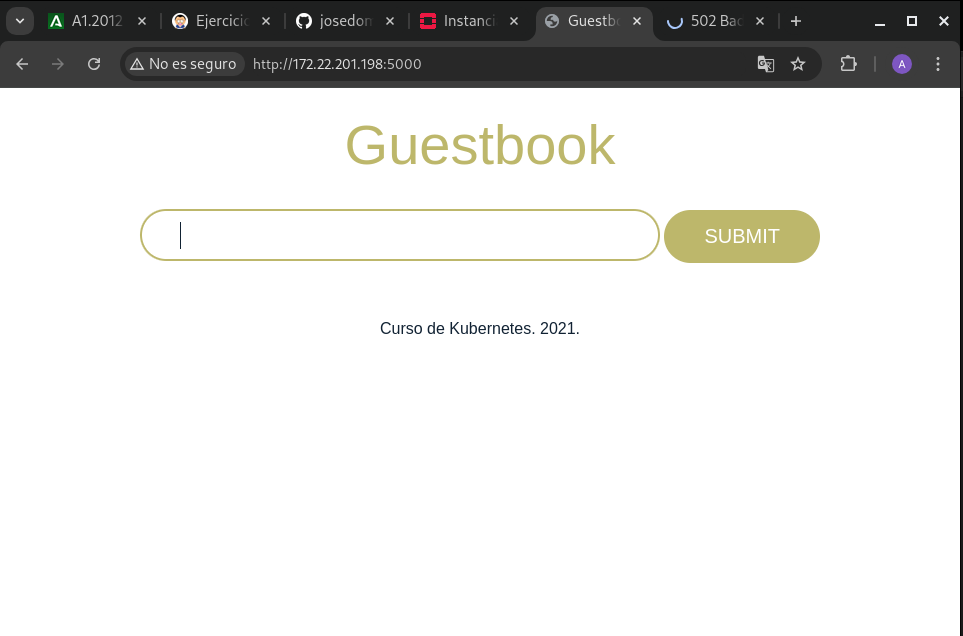 A1.2012
Ejercicio
josedom
Instanci
Guestbo
502 Bad
No es seguro
http://172.22.201.198:5000
A
Guestbook
SUBMIT
Curso de Kubernetes. 2021.